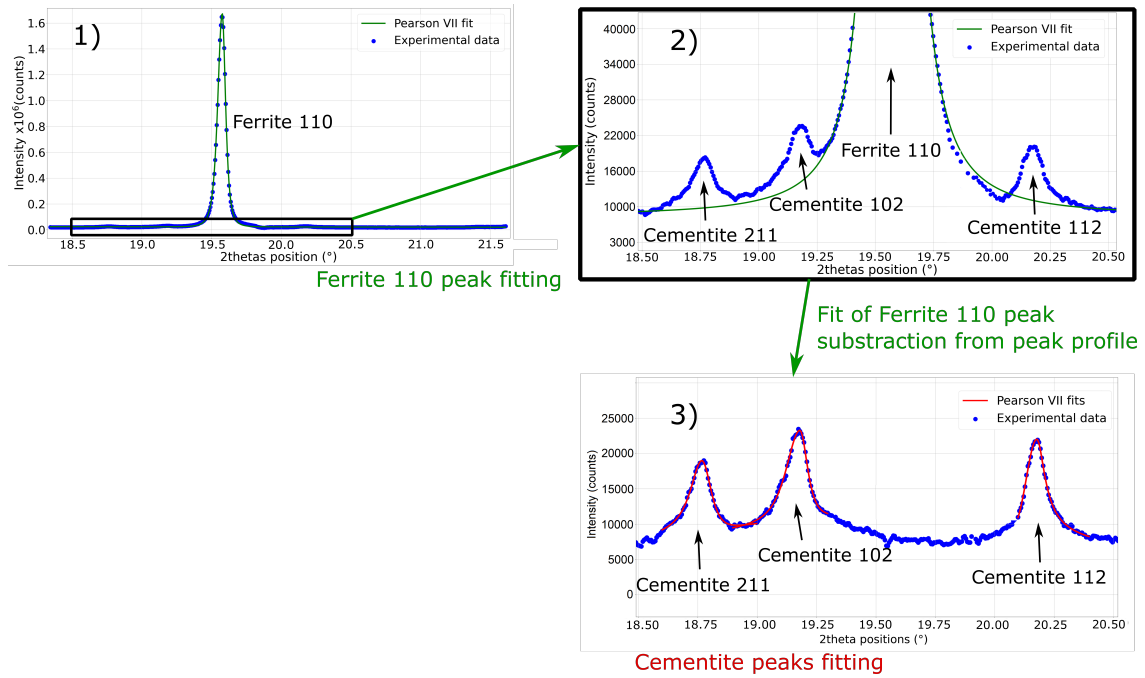 1)
Pearson VII fit
Experimental data
Ferrite 110
Intensity x10⁶(counts)
1.6
1.4
1.2
1.0
0.8
0.6
0.4
0.2
0.0
18.5 19.0 19.5 20.0 20.5 21.0 21.5
2thetas position (°)
Ferrite 110 peak fitting
2)
Pearson VII fit
Experimental data
Intensity (counts)
40000
34000
28000
22000
16000
10000
3000
Ferrite 110
Cementite 102
Cementite 211
Cementite 112
18.50 18.75 19.00 19.25 19.50 19.75 20.00 20.25 20.50
2thetas position (°)
Fit of Ferrite 110 peak
substraction from peak profile
3)
Pearson VII fits
Experimental data
Intensity (counts)
25000
20000
15000
10000
5000
0
Cementite 102
Cementite 211
Cementite 112
18.50 18.75 19.00 19.25 19.50 19.75 20.00 20.25 20.50
2theta positions (°)
Cementite peaks fitting